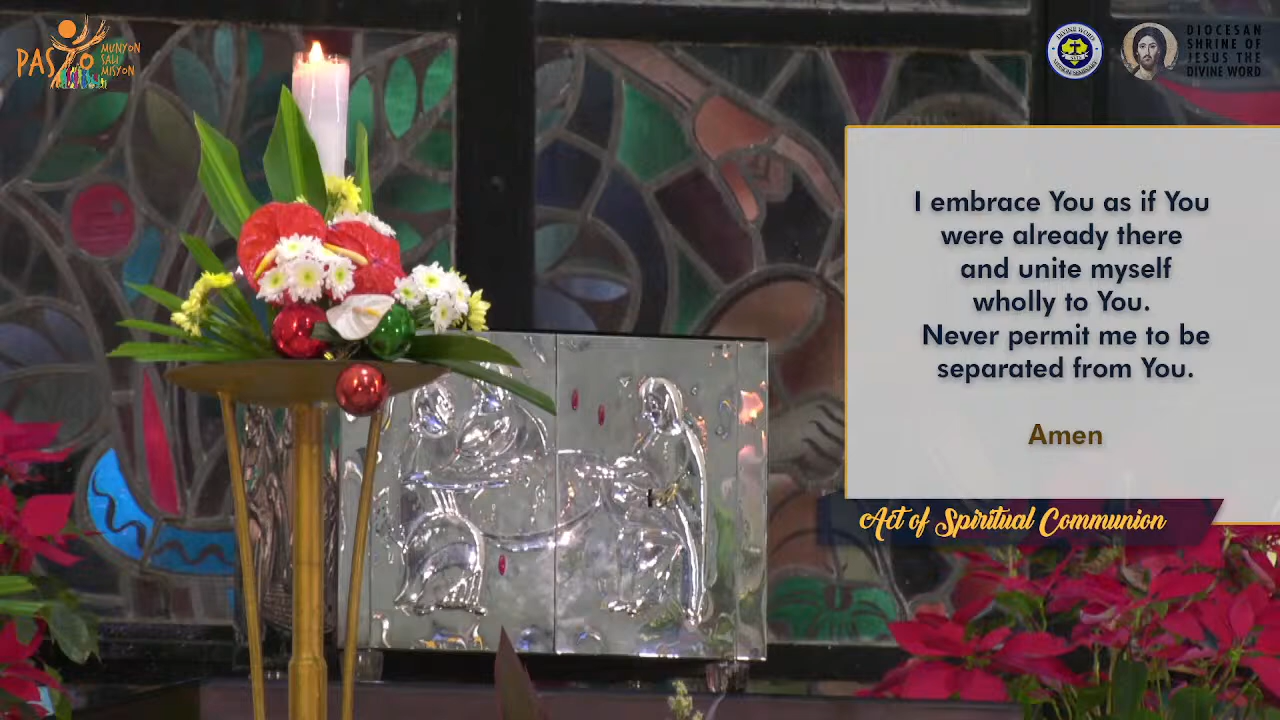 PASTO
MUNYON
SALI
MISYON
DIVINE WORD
DIOCESAN
SHRINE OF
JESUS THE
DIVINE WORD
I embrace You as if You
were already there
and unite myself
wholly to You.
Never permit me to be
separated from You.
Amen
Act of Spiritual Communion